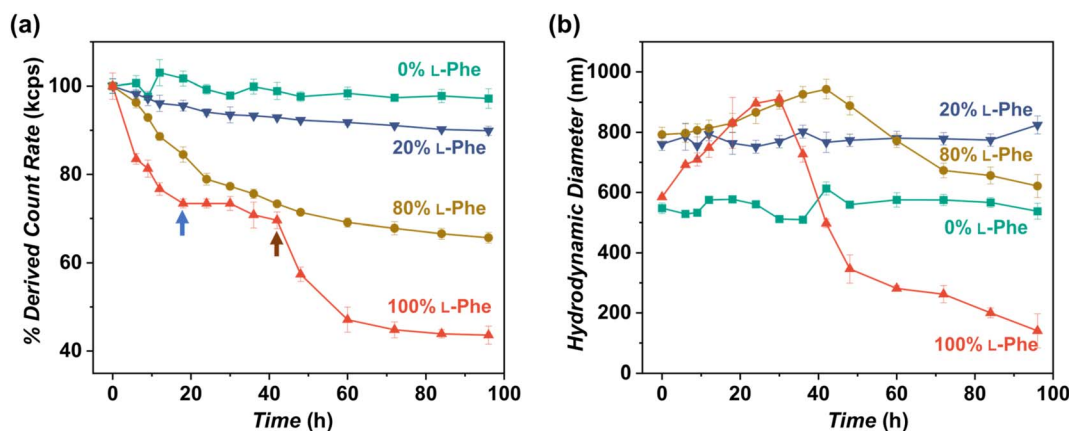 (a)
% Derived Count Rate (kcps)
100
80
60
40
0% L-Phe
20% L-Phe
80% L-Phe
100% L-Phe
0 20 40 60 80 100
Time (h)
(b)
Hydrodynamic Diameter (nm)
1000
800
600
400
200
0
20% L-Phe
80% L-Phe
0% L-Phe
100% L-Phe
0 20 40 60 80 100
Time (h)